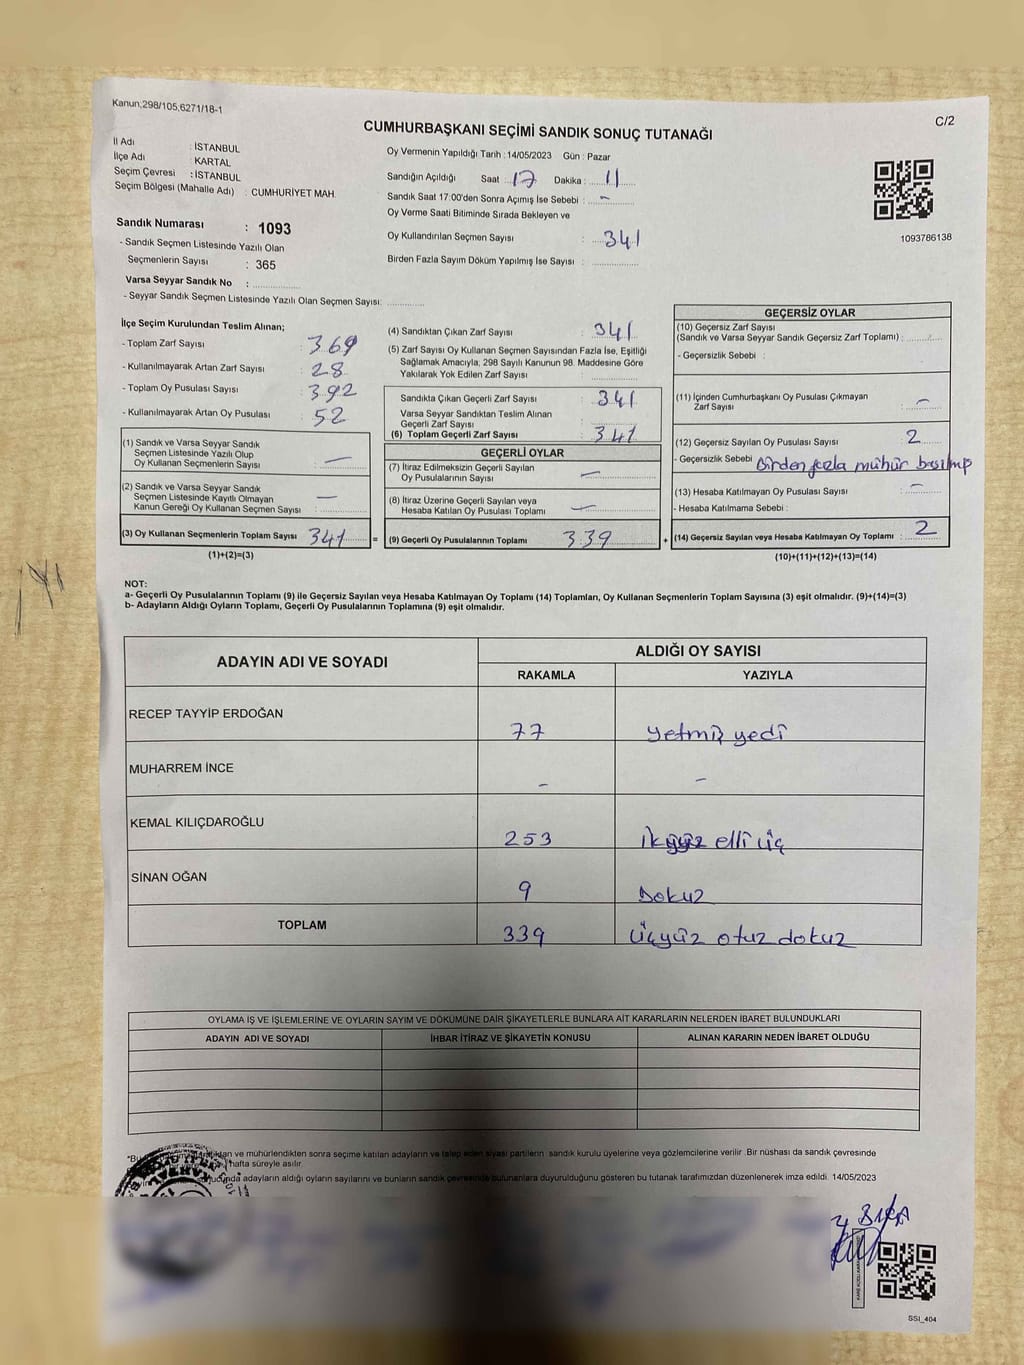 Kanun;298/105,6271/18-1
C/2
CUMHURBAŞKANI SEÇİMİ SANDIK SONUÇ TUTANAĞI
İl Adı : İSTANBUL
İlçe Adı : KARTAL
Seçim Çevresi : İSTANBUL
Seçim Bölgesi (Mahalle Adı) : CUMHURİYET MAH.
Oy Vermenin Yapıldığı Tarih : 14/05/2023 Gün : Pazar
Sandığın Açıldığı Saat 17 Dakika : 11
Sandık Saat 17:00'den Sonra Açımış İse Sebebi : -
Oy Verme Saati Bitiminde Sırada Bekleyen ve
Oy Kullandırılan Seçmen Sayısı : 341
Birden Fazla Sayım Döküm Yapılmış İse Sayısı :
1093786138
Sandık Numarası : 1093
- Sandık Seçmen Listesinde Yazılı Olan
Seçmenlerin Sayısı : 365
Varsa Seyyar Sandık No :
- Seyyar Sandık Seçmen Listesinde Yazılı Olan Seçmen Sayısı:
İlçe Seçim Kurulundan Teslim Alınan;
- Toplam Zarf Sayısı : 369
- Kullanılmayarak Artan Zarf Sayısı : 28
- Toplam Oy Pusulası Sayısı : 392
- Kullanılmayarak Artan Oy Pusulası : 52
(1) Sandık ve Varsa Seyyar Sandık
Seçmen Listesinde Yazılı Olup
Oy Kullanan Seçmenlerin Sayısı : -
(2) Sandık ve Varsa Seyyar Sandık
Seçmen Listesinde Kayıtlı Olmayan
Kanun Gereği Oy Kullanan Seçmen Sayısı : -
(3) Oy Kullanan Seçmenlerin Toplam Sayısı : 341 =
(1)+(2)=(3)
(4) Sandıktan Çıkan Zarf Sayısı : 341
(5) Zarf Sayısı Oy Kullanan Seçmen Sayısından Fazla İse, Eşitliği
Sağlamak Amacıyla; 298 Sayılı Kanunun 98. Maddesine Göre
Yakılarak Yok Edilen Zarf Sayısı :
Sandıkta Çıkan Geçerli Zarf Sayısı : 341
Varsa Seyyar Sandıktan Teslim Alınan
Geçerli Zarf Sayısı :
(6) Toplam Geçerli Zarf Sayısı : 341
GEÇERLİ OYLAR
(7) İtiraz Edilmeksizin Geçerli Sayılan
Oy Pusulalarının Sayısı : -
(8) İtiraz Üzerine Geçerli Sayılan veya
Hesaba Katılan Oy Pusulası Toplamı : -
(9) Geçerli Oy Pusulalarının Toplamı : 339 +
GEÇERSİZ OYLAR
(10) Geçersiz Zarf Sayısı
(Sandık ve Varsa Seyyar Sandık Geçersiz Zarf Toplamı) :
- Geçersizlik Sebebi :
(11) İçinden Cumhurbaşkanı Oy Pusulası Çıkmayan
Zarf Sayısı : -
(12) Geçersiz Sayılan Oy Pusulası Sayısı : 2
- Geçersizlik Sebebi Birden fazla mühür basılmış
(13) Hesaba Katılmayan Oy Pusulası Sayısı : -
- Hesaba Katılmama Sebebi :
(14) Geçersiz Sayılan veya Hesaba Katılmayan Oy Toplamı : 2
(10)+(11)+(12)+(13)=(14)
NOT:
a- Geçerli Oy Pusulalarının Toplamı (9) ile Geçersiz Sayılan veya Hesaba Katılmayan Oy Toplamı (14) Toplamları, Oy Kullanan Seçmenlerin Toplam Sayısına (3) eşit olmalıdır. (9)+(14)=(3)
b- Adayların Aldığı Oyların Toplamı, Geçerli Oy Pusulalarının Toplamına (9) eşit olmalıdır.
ADAYIN ADI VE SOYADI
ALDIĞI OY SAYISI
RAKAMLA YAZIYLA
RECEP TAYYİP ERDOĞAN 77 Yetmiş yedi
MUHARREM İNCE - -
KEMAL KILIÇDAROĞLU 253 ikiyüz elli üç
SİNAN OĞAN 9 Dokuz
TOPLAM 339 üçyüz otuz dokuz
OYLAMA İŞ VE İŞLEMLERİNE VE OYLARIN SAYIM VE DÖKÜMÜNE DAİR ŞİKAYETLERLE BUNLARA AİT KARARLARIN NELERDEN İBARET BULUNDUKLARI
ADAYIN ADI VE SOYADI İHBAR İTİRAZ VE ŞİKAYETİN KONUSU ALINAN KARARIN NEDEN İBARET OLDUĞU
ve mühürlendikten sonra seçime katılan adayların ve talep eden siyasi partilerin sandık kurulu üyelerine veya gözlemcilerine verilir .Bir nüshası da sandık çevresinde
hafta süreyle asılır.
adayların aldığı oyların sayılarını ve bunların sandık çevresinde bulunanlara duyurulduğunu gösteren bu tutanak tarafımızdan düzenlenerek imza edildi. 14/05/2023
SSI_404